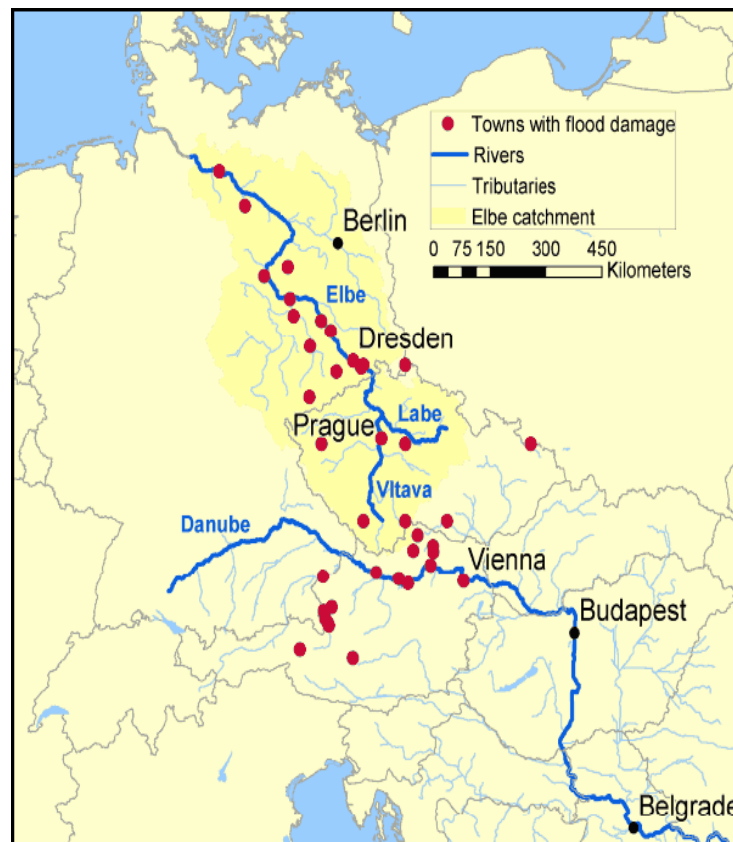 Towns with flood damage
Rivers
Tributaries
Elbe catchment
0 75 150 300 450
Kilometers
Berlin
Elbe
Dresden
Labe
Prague
Vltava
Danube
Vienna
Budapest
Belgrade